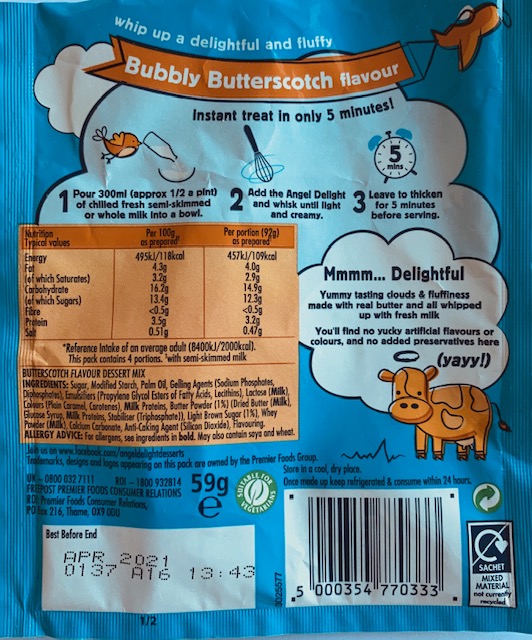 whip up a delightful and fluffy
Bubbly Butterscotch flavour
Instant treat in only 5 minutes!
5
mins
1 Pour 300ml (approx 1/2 a pint)
of chilled fresh semi-skimmed
or whole milk into a bowl.
2 Add the Angel Delight
and whisk until light
and creamy.
3 Leave to thicken
for 5 minutes
before serving.
Nutrition Per 100g Per portion (92g)
Typical values as prepared† as prepared†
Energy 495kJ/118kcal 457kJ/109kcal
Fat 4.3g 4.0g
(of which Saturates) 3.2g 2.9g
Carbohydrate 16.2g 14.9g
(of which Sugars) 13.4g 12.3g
Fibre <0.5g <0.5g
Protein 3.5g 3.2g
Salt 0.51g 0.47g
*Reference Intake of an average adult (8400kJ/2000kcal).
This pack contains 4 portions. †with semi-skimmed milk
BUTTERSCOTCH FLAVOUR DESSERT MIX
INGREDIENTS: Sugar, Modified Starch, Palm Oil, Gelling Agents (Sodium Phosphates,
Diphosphates), Emulsifiers (Propylene Glycol Esters of Fatty Acids, Lecithins), Lactose (Milk),
Colours (Plain Caramel, Carotenes), Milk Proteins, Butter Powder (1%) (Dried Butter (Milk),
Glucose Syrup, Milk Proteins, Stabiliser (Triphosphates)), Light Brown Sugar (1%), Whey
Powder (Milk), Calcium Carbonate, Anti-Caking Agent (Silicon Dioxide), Flavouring.
ALLERGY ADVICE: For allergens, see ingredients in bold. May also contain soya and wheat.
Mmmm... Delightful
Yummy tasting clouds & fluffiness
made with real butter and all whipped
up with fresh milk
You'll find no yucky artificial flavours or
colours, and no added preservatives here
(yayy!)
Join us on www.facebook.com/angeldelightdesserts
Trademarks, designs and logos appearing on this pack are owned by the Premier Foods Group.
UK - 0800 032 7111 ROI - 1800 932814
FREEPOST PREMIER FOODS CONSUMER RELATIONS
ROI: Premier Foods Consumer Relations,
PO Box 216, Thame, OX9 0DU
59g
e
SUITABLE FOR
VEGETARIANS
Store in a cool, dry place.
Once made up keep refrigerated & consume within 24 hours.
Best Before End
APR 2021
0137 A16 13:43
3025577
5 000354 770333
SACHET
MIXED
MATERIAL
not currently
recycled
1/2